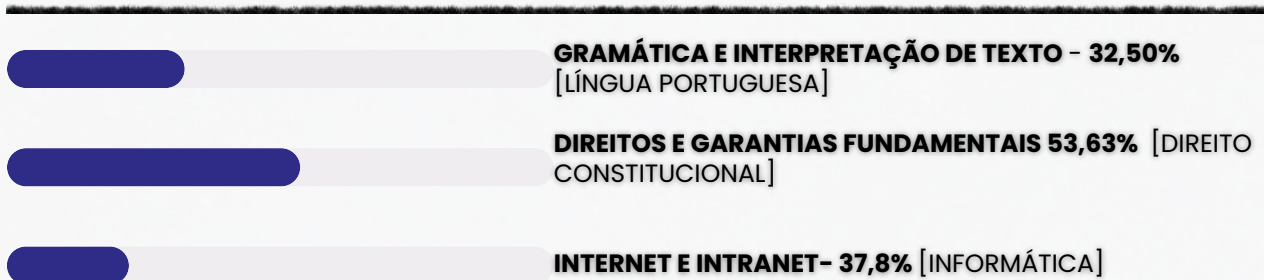 GRAMÁTICA E INTERPRETAÇÃO DE TEXTO - 32,50%
[LÍNGUA PORTUGUESA]
DIREITOS E GARANTIAS FUNDAMENTAIS 53,63% [DIREITO
CONSTITUCIONAL]
INTERNET E INTRANET- 37,8% [INFORMÁTICA]